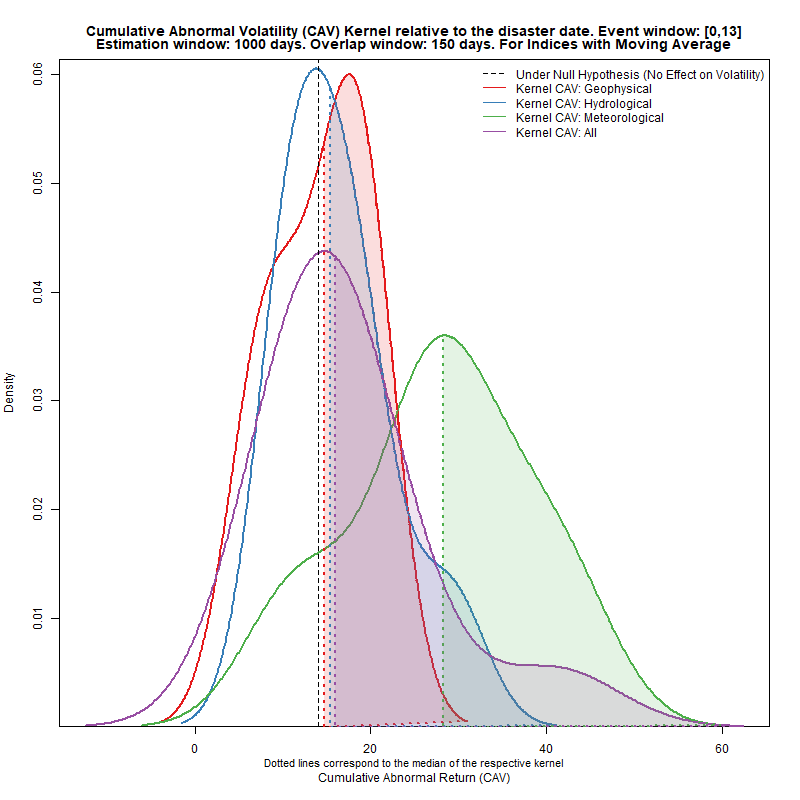 Cumulative Abnormal Volatility (CAV) Kernel relative to the disaster date. Event window: [0,13]
Estimation window: 1000 days. Overlap window: 150 days. For Indices with Moving Average
Under Null Hypothesis (No Effect on Volatility)
Kernel CAV: Geophysical
Kernel CAV: Hydrological
Kernel CAV: Meteorological
Kernel CAV: All
0.06
0.05
0.04
0.03
0.02
0.01
Density
0 20 40 60
Dotted lines correspond to the median of the respective kernel
Cumulative Abnormal Return (CAV)